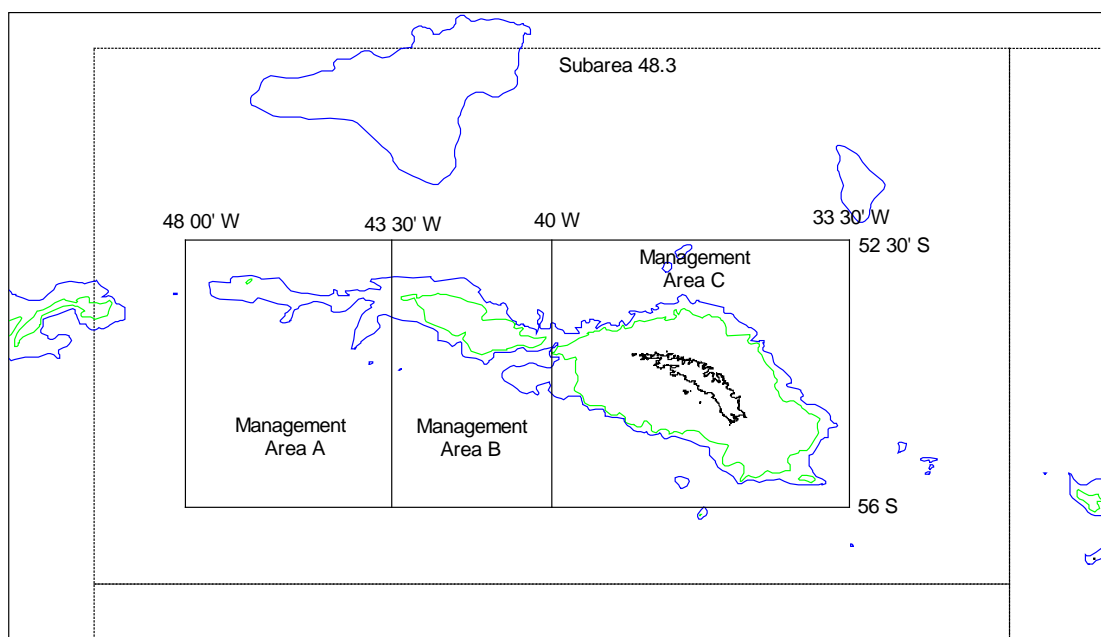 Subarea 48.3
48 00' W
43 30' W
40 W
33 30' W
52 30' S
Management
Area C
Management
Area A
Management
Area B
56 S